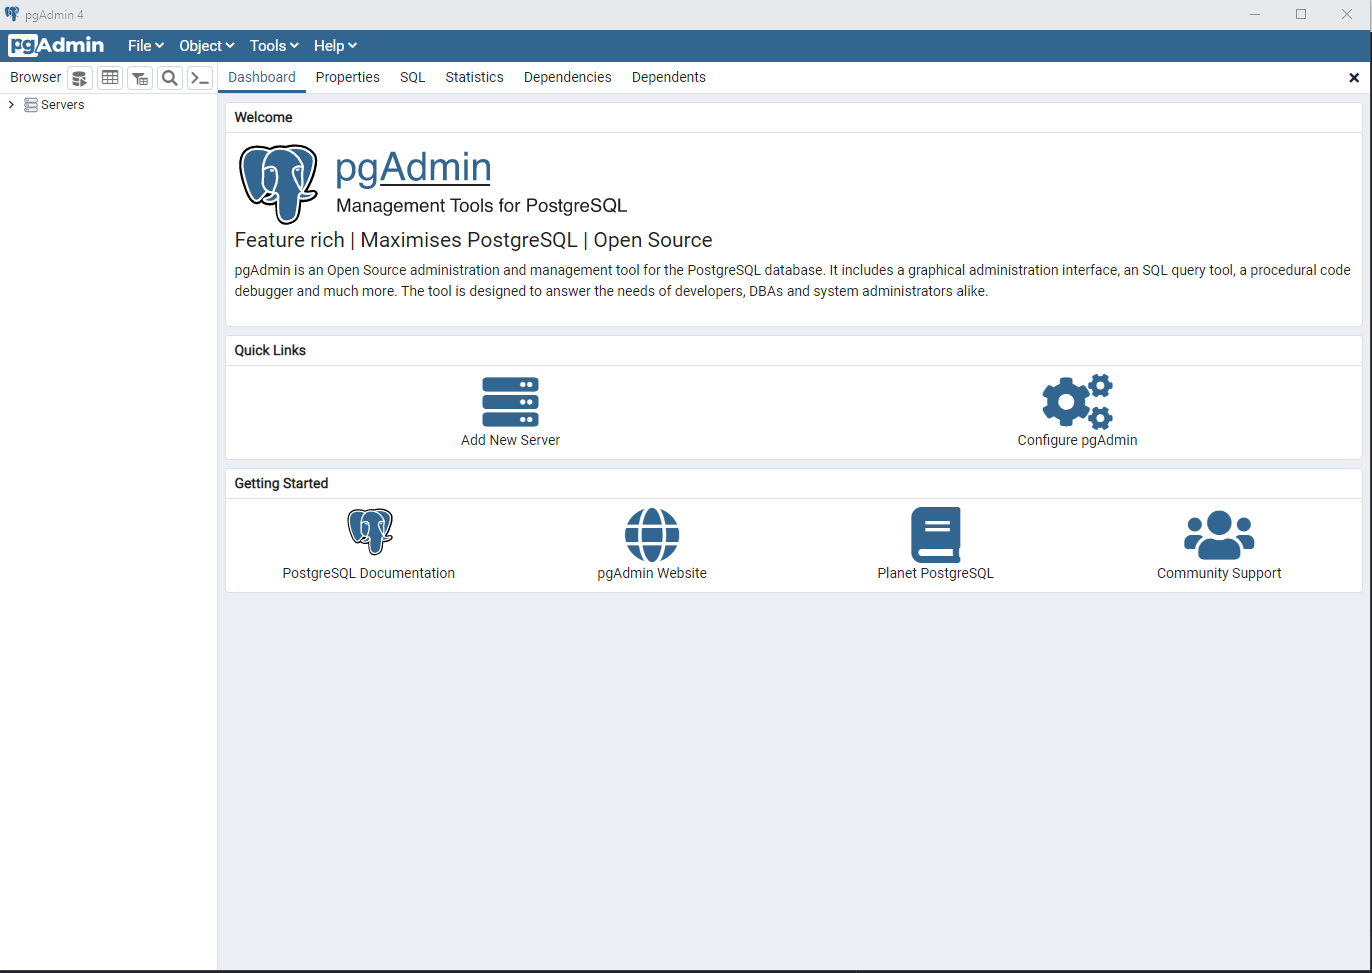 pgAdmin 4
pgAdmin File Object Tools Help
Browser Dashboard Properties SQL Statistics Dependencies Dependents
Servers
Welcome
pgAdmin
Management Tools for PostgreSQL
Feature rich | Maximises PostgreSQL | Open Source
pgAdmin is an Open Source administration and management tool for the PostgreSQL database. It includes a graphical administration interface, an SQL query tool, a procedural code
debugger and much more. The tool is designed to answer the needs of developers, DBAs and system administrators alike.
Quick Links
Add New Server Configure pgAdmin
Getting Started
PostgreSQL Documentation pgAdmin Website Planet PostgreSQL Community Support